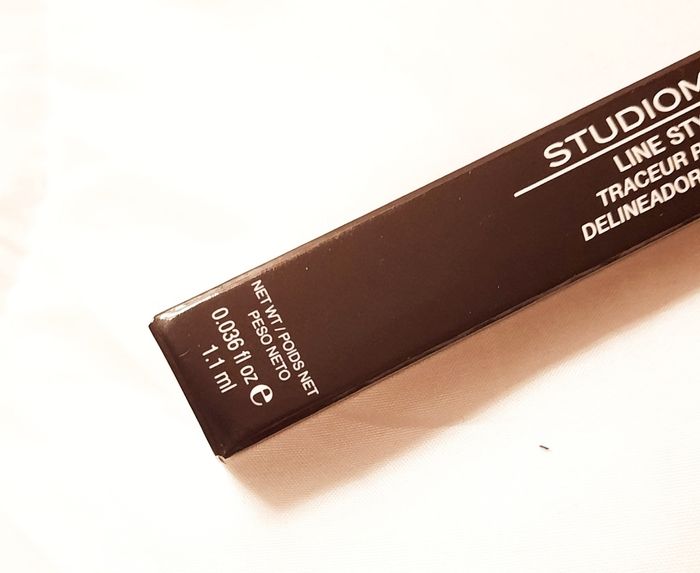 STUDIOM
LINE STY
TRACEUR
DELINEADOR
NET WT / POIDS NET
PESO NETO
0.036 fl oz e
1.1 ml